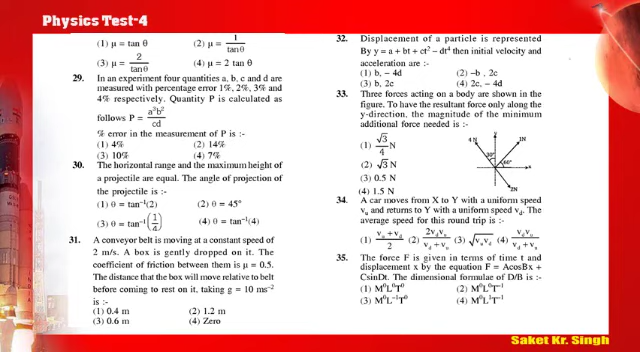 Physics Test-4
(1) μ = tan θ (2) μ = 1/tanθ
(3) μ = 2/tanθ (4) μ = 2 tan θ
29. In an experiment four quantities a, b, c and d are
measured with percentage error 1%, 2%, 3% and
4% respectively. Quantity P is calculated as
follows P = a³b²/cd
% error in the measurement of P is :-
(1) 4% (2) 14%
(3) 10% (4) 7%
30. The horizontal range and the maximum height of
a projectile are equal. The angle of projection of
the projectile is :-
(1) θ = tan⁻¹(2) (2) θ = 45°
(3) θ = tan⁻¹(1/4) (4) θ = tan⁻¹(4)
31. A conveyor belt is moving at a constant speed of
2 m/s. A box is gently dropped on it. The
coefficient of friction between them is μ = 0.5.
The distance that the box will move relative to belt
before coming to rest on it, taking g = 10 ms⁻²
is :-
(1) 0.4 m (2) 1.2 m
(3) 0.6 m (4) Zero
32. Displacement of a particle is represented
By y = a + bt + ct² – dt⁴ then initial velocity and
acceleration are :-
(1) b, – 4d (2) –b , 2c
(3) b, 2c (4) 2c, – 4d
33. Three forces acting on a body are shown in the
figure. To have the resultant force only along the
y-direction, the magnitude of the minimum
additional force needed is :-
(1) √3/4 N
(2) √3 N
(3) 0.5 N
(4) 1.5 N
y
4 N 1N
30° 60°
x
2N
34. A car moves from X to Y with a uniform speed
vᵤ and returns to Y with a uniform speed v_d. The
average speed for this round trip is :-
(1) vᵤ + v_d/2 (2) 2v_dvᵤ/v_d + vᵤ (3) √vᵤv_d (4) v_dvᵤ/v_d + vᵤ
35. The force F is given in terms of time t and
displacement x by the equation F = AcosBx +
CsinDt. The dimensional formulae of D/B is :-
(1) M⁰L⁰T⁰ (2) M⁰L⁰T⁻¹
(3) M⁰L⁻¹T⁰ (4) M⁰L¹T⁻¹
Saket Kr. Singh